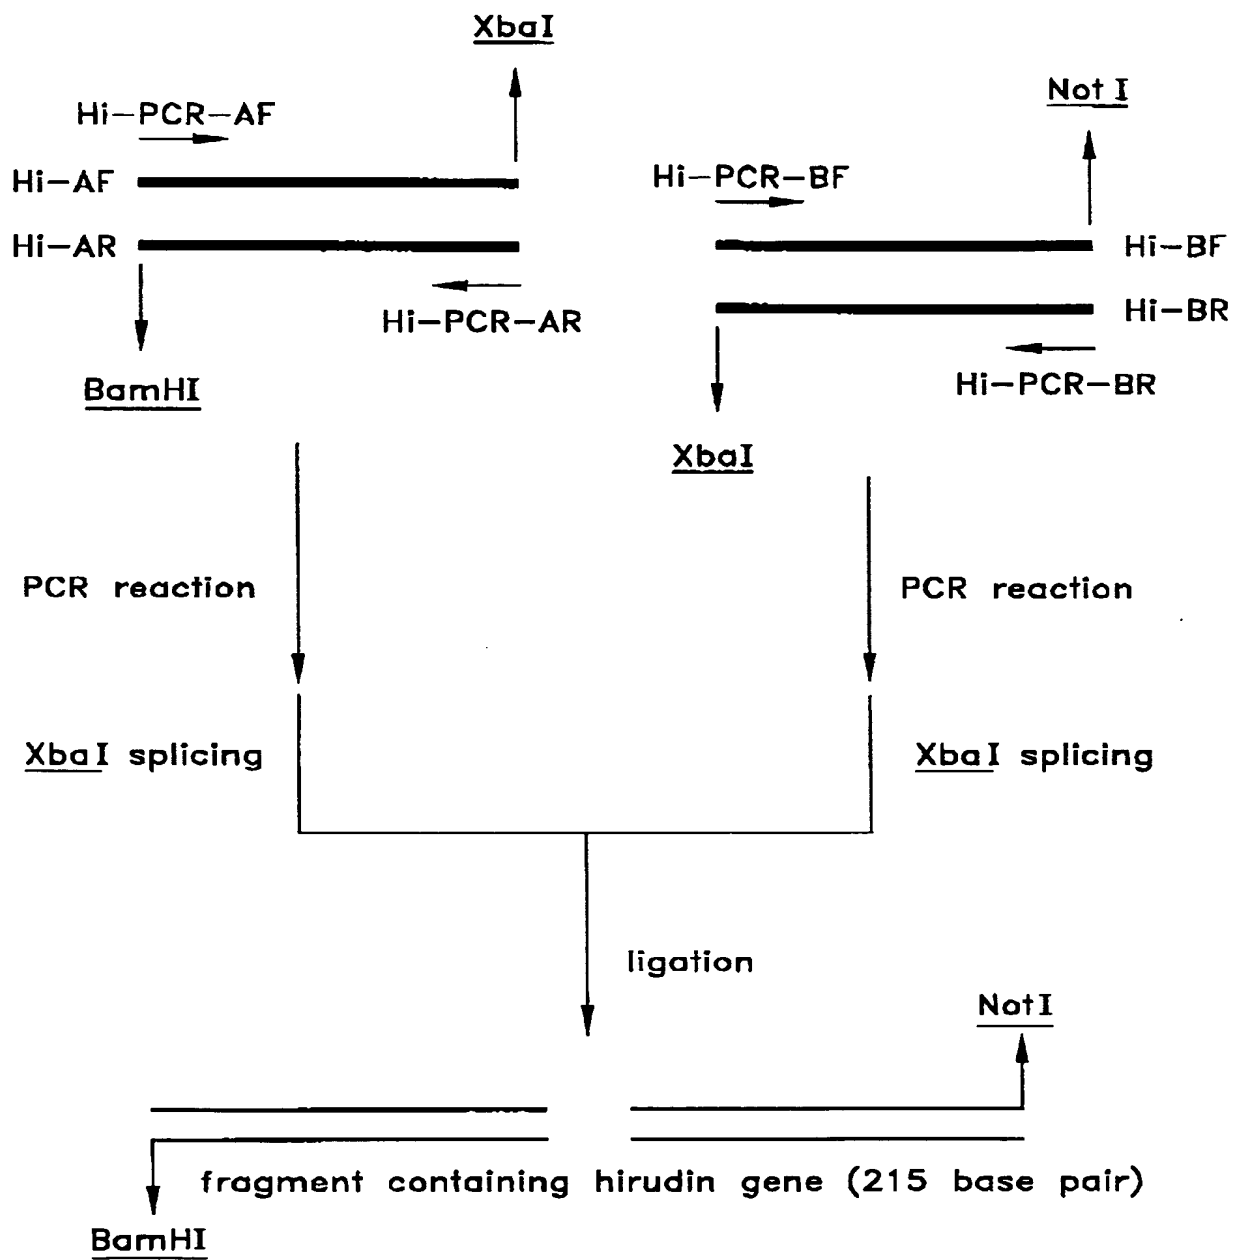 XbaI
Not I
Hi-PCR-AF
Hi-AF
Hi-PCR-BF
Hi-AR
Hi-BF
Hi-BR
Hi-PCR-AR
Hi-PCR-BR
BamHI
XbaI
PCR reaction
PCR reaction
XbaI splicing
XbaI splicing
ligation
NotI
fragment containing hirudin gene (215 base pair)
BamHI